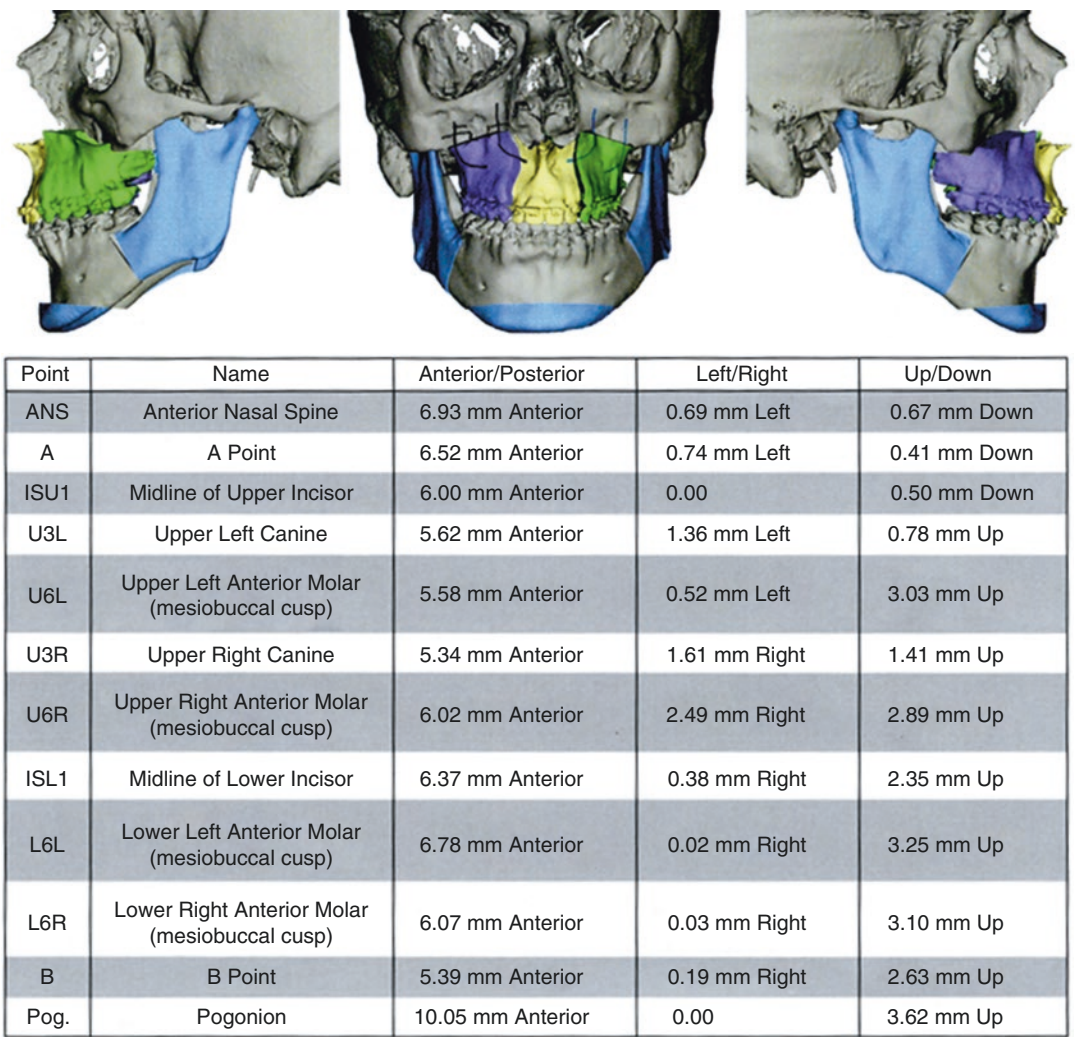 Point Name Anterior/Posterior Left/Right Up/Down
ANS Anterior Nasal Spine 6.93 mm Anterior 0.69 mm Left 0.67 mm Down
A A Point 6.52 mm Anterior 0.74 mm Left 0.41 mm Down
ISU1 Midline of Upper Incisor 6.00 mm Anterior 0.00 0.50 mm Down
U3L Upper Left Canine 5.62 mm Anterior 1.36 mm Left 0.78 mm Up
U6L Upper Left Anterior Molar (mesiobuccal cusp) 5.58 mm Anterior 0.52 mm Left 3.03 mm Up
U3R Upper Right Canine 5.34 mm Anterior 1.61 mm Right 1.41 mm Up
U6R Upper Right Anterior Molar (mesiobuccal cusp) 6.02 mm Anterior 2.49 mm Right 2.89 mm Up
ISL1 Midline of Lower Incisor 6.37 mm Anterior 0.38 mm Right 2.35 mm Up
L6L Lower Left Anterior Molar (mesiobuccal cusp) 6.78 mm Anterior 0.02 mm Right 3.25 mm Up
L6R Lower Right Anterior Molar (mesiobuccal cusp) 6.07 mm Anterior 0.03 mm Right 3.10 mm Up
B B Point 5.39 mm Anterior 0.19 mm Right 2.63 mm Up
Pog. Pogonion 10.05 mm Anterior 0.00 3.62 mm Up